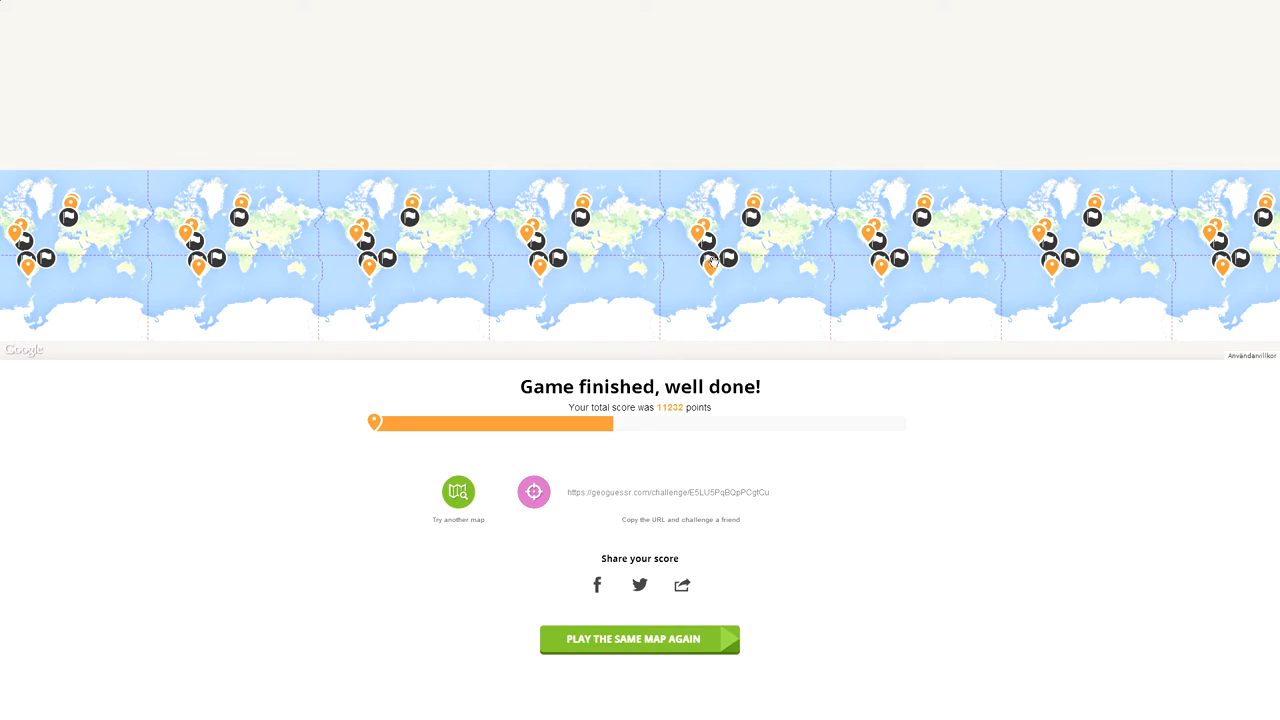 Google
Användarvillkor
Game finished, well done!
Your total score was 11232 points
https://geoguessr.com/challenge/E5LU5PqBQpPCgtCu
Try another map
Copy the URL and challenge a friend
Share your score
PLAY THE SAME MAP AGAIN